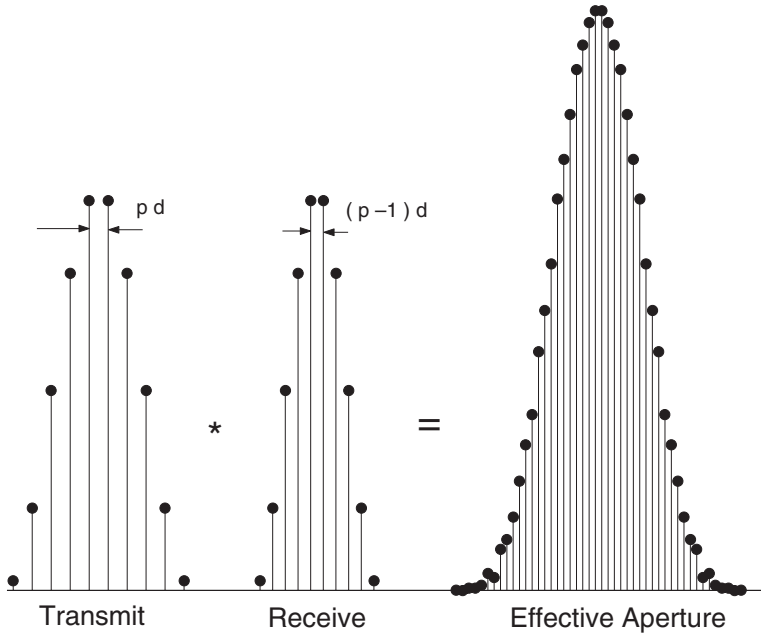 p d
( p –1 ) d
*
=
Transmit
Receive
Effective Aperture